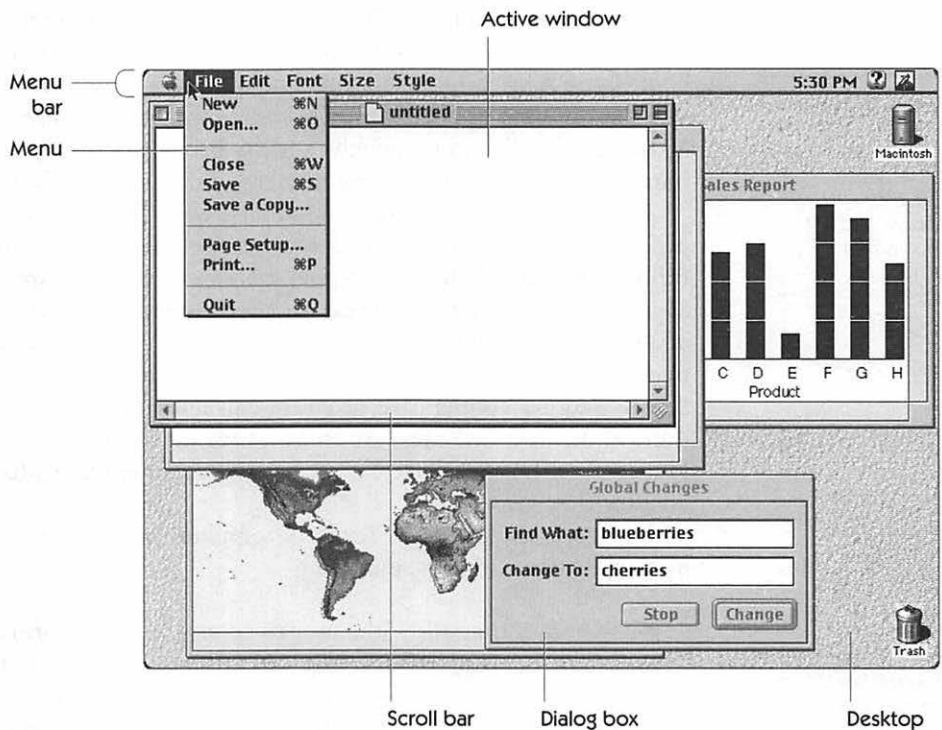 Active window
Menu bar
File Edit Font Size Style
5:30 PM
Menu
New ⌘N
Open... ⌘O
Close ⌘W
Save ⌘S
Save a Copy...
Page Setup...
Print... ⌘P
Quit ⌘Q
untitled
Macintosh
ales Report
C D E F G H
Product
Global Changes
Find What: blueberries
Change To: cherries
Stop Change
Trash
Scroll bar
Dialog box
Desktop